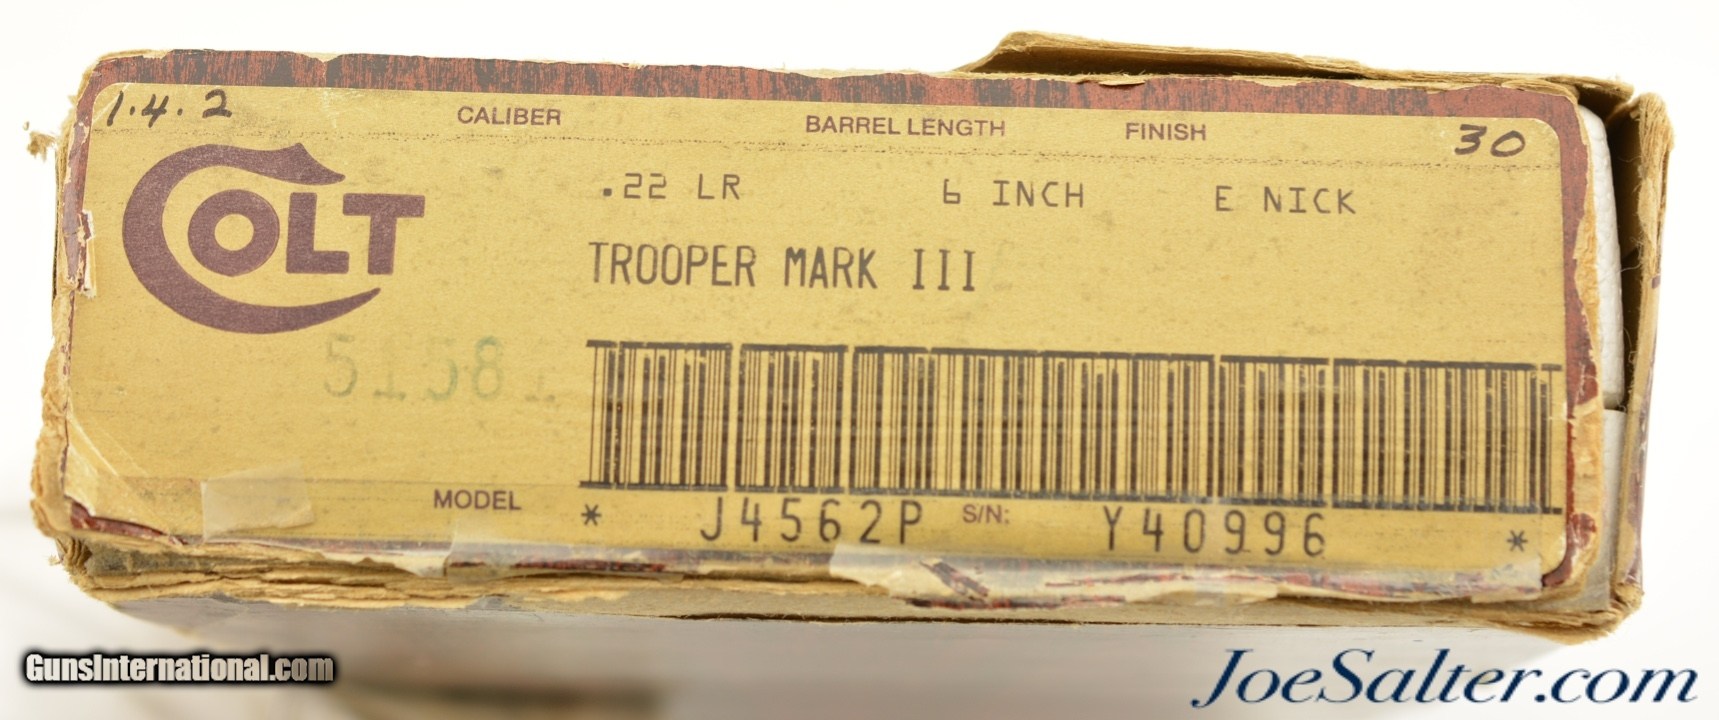 1.4.2
CALIBER BARREL LENGTH FINISH 30
COLT
.22 LR 6 INCH E NICK
TROOPER MARK III
51581
MODEL * J4562P S/N: Y40996 *
GunsInternational.com
JoeSalter.com